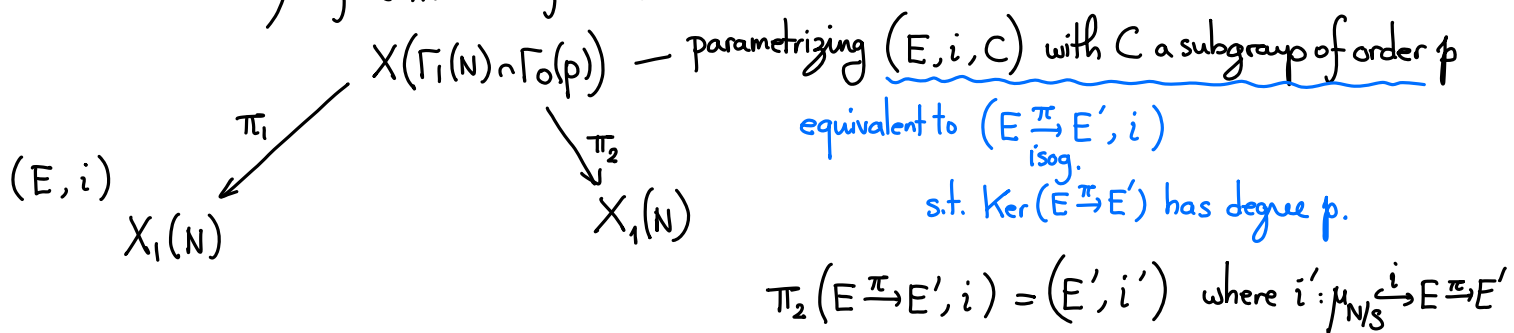 X(Γ₁(N)∩Γ₀(p)) — parametrizing (E, i, C) with C a subgroup of order p
π₁ π₂
equivalent to (E →^π E', i)
isog.
(E, i)
X₁(N) X₁(N)
s.t. Ker(E →^π E') has degree p.
π₂(E →^π E', i) = (E', i') where i': μ_{N/S} ↪^i E →^π E'